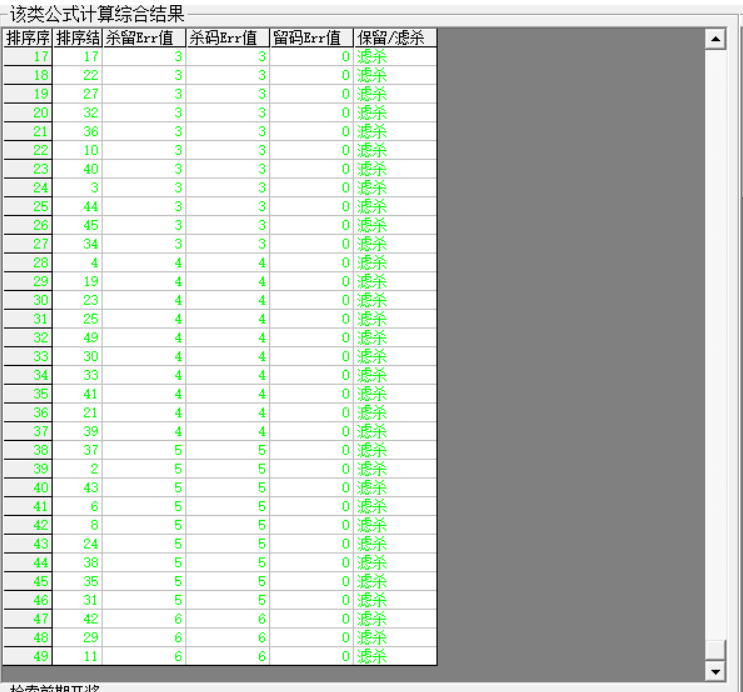 该类公式计算综合结果
排序序 排序结 杀留Err值 杀码Err值 留码Err值 保留/滤杀
17 17 3 3 0 滤杀
18 22 3 3 0 滤杀
19 27 3 3 0 滤杀
20 32 3 3 0 滤杀
21 36 3 3 0 滤杀
22 10 3 3 0 滤杀
23 40 3 3 0 滤杀
24 3 3 3 0 滤杀
25 44 3 3 0 滤杀
26 45 3 3 0 滤杀
27 34 3 3 0 滤杀
28 4 4 4 0 滤杀
29 19 4 4 0 滤杀
30 23 4 4 0 滤杀
31 25 4 4 0 滤杀
32 49 4 4 0 滤杀
33 30 4 4 0 滤杀
34 33 4 4 0 滤杀
35 41 4 4 0 滤杀
36 21 4 4 0 滤杀
37 39 4 4 0 滤杀
38 37 5 5 0 滤杀
39 2 5 5 0 滤杀
40 43 5 5 0 滤杀
41 6 5 5 0 滤杀
42 8 5 5 0 滤杀
43 24 5 5 0 滤杀
44 38 5 5 0 滤杀
45 35 5 5 0 滤杀
46 31 5 5 0 滤杀
47 42 6 6 0 滤杀
48 29 6 6 0 滤杀
49 11 6 6 0 滤杀